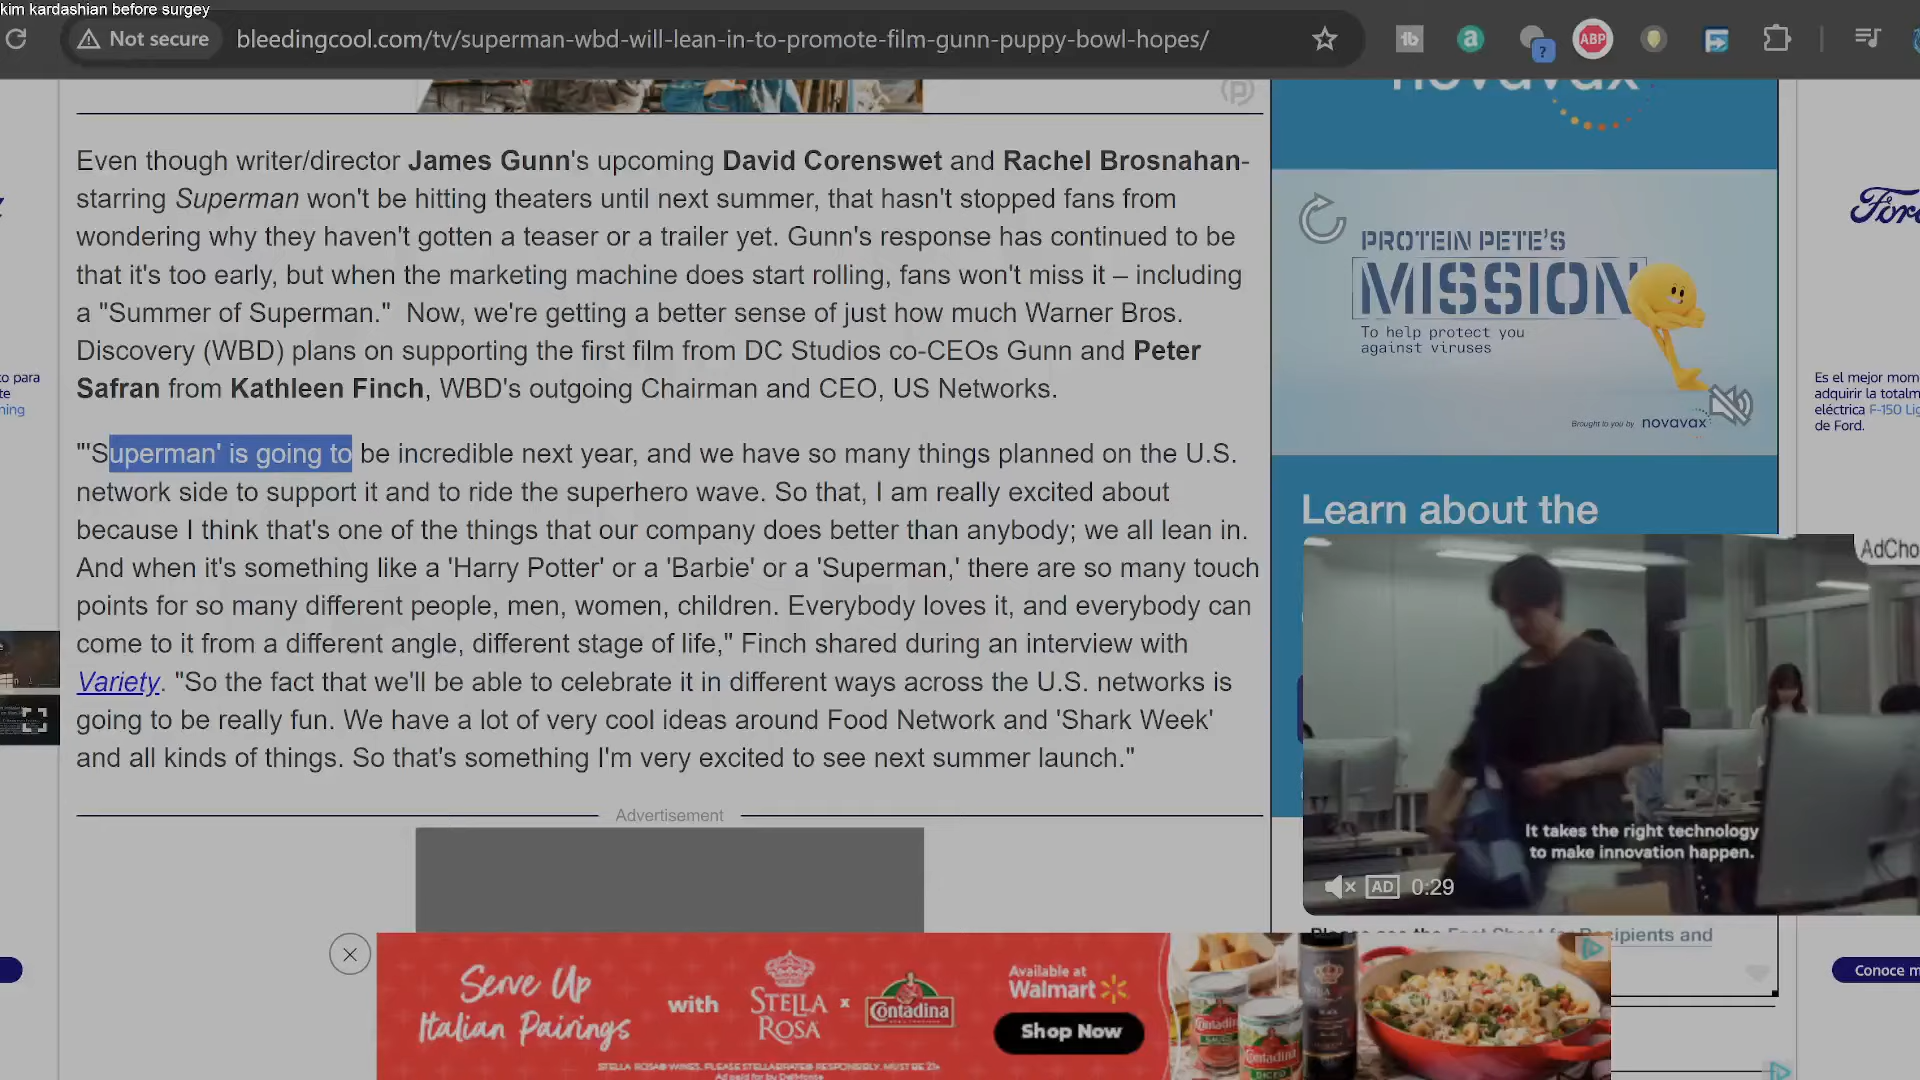 kim kardashian before surgey
Not secure
bleedingcool.com/tv/superman-wbd-will-lean-in-to-promote-film-gunn-puppy-bowl-hopes/
ABP
Even though writer/director James Gunn's upcoming David Corenswet and Rachel Brosnahan-
starring Superman won't be hitting theaters until next summer, that hasn't stopped fans from
wondering why they haven't gotten a teaser or a trailer yet. Gunn's response has continued to be
that it's too early, but when the marketing machine does start rolling, fans won't miss it – including
a "Summer of Superman."  Now, we're getting a better sense of just how much Warner Bros.
Discovery (WBD) plans on supporting the first film from DC Studios co-CEOs Gunn and Peter
Safran from Kathleen Finch, WBD's outgoing Chairman and CEO, US Networks.
"'Superman' is going to be incredible next year, and we have so many things planned on the U.S.
network side to support it and to ride the superhero wave. So that, I am really excited about
because I think that's one of the things that our company does better than anybody; we all lean in.
And when it's something like a 'Harry Potter' or a 'Barbie' or a 'Superman,' there are so many touch
points for so many different people, men, women, children. Everybody loves it, and everybody can
come to it from a different angle, different stage of life," Finch shared during an interview with
Variety. "So the fact that we'll be able to celebrate it in different ways across the U.S. networks is
going to be really fun. We have a lot of very cool ideas around Food Network and 'Shark Week'
and all kinds of things. So that's something I'm very excited to see next summer launch."
Advertisement
novavax
PROTEIN PETE'S
MISSION
To help protect you
against viruses
Brought to you by novavax
Learn about the
It takes the right technology
to make innovation happen.
AD 0:29
Ford
Es el mejor mom
adquirir la totalm
eléctrica F-150 Lig
de Ford.
AdCho
Conoce m
Serve Up
Italian Pairings
with
STELLA
ROSA
x
Contadina
Available at
Walmart
Shop Now